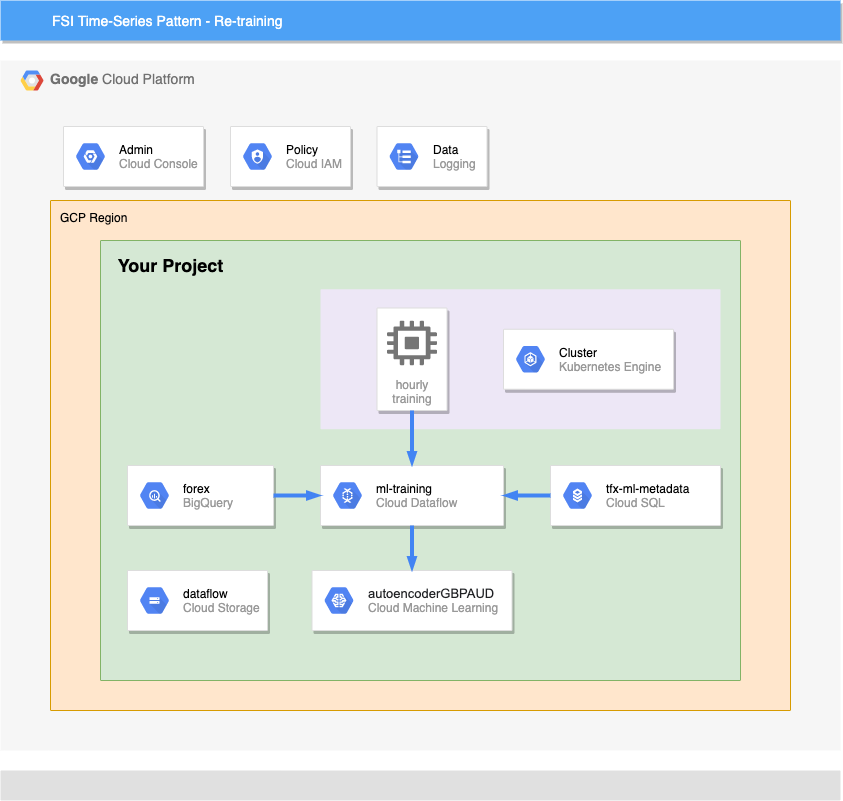 FSI Time-Series Pattern - Re-training
Google Cloud Platform
Admin
Cloud Console
Policy
Cloud IAM
Data
Logging
GCP Region
Your Project
hourly
training
Cluster
Kubernetes Engine
forex
BigQuery
ml-training
Cloud Dataflow
tfx-ml-metadata
Cloud SQL
dataflow
Cloud Storage
autoencoderGBPAUD
Cloud Machine Learning